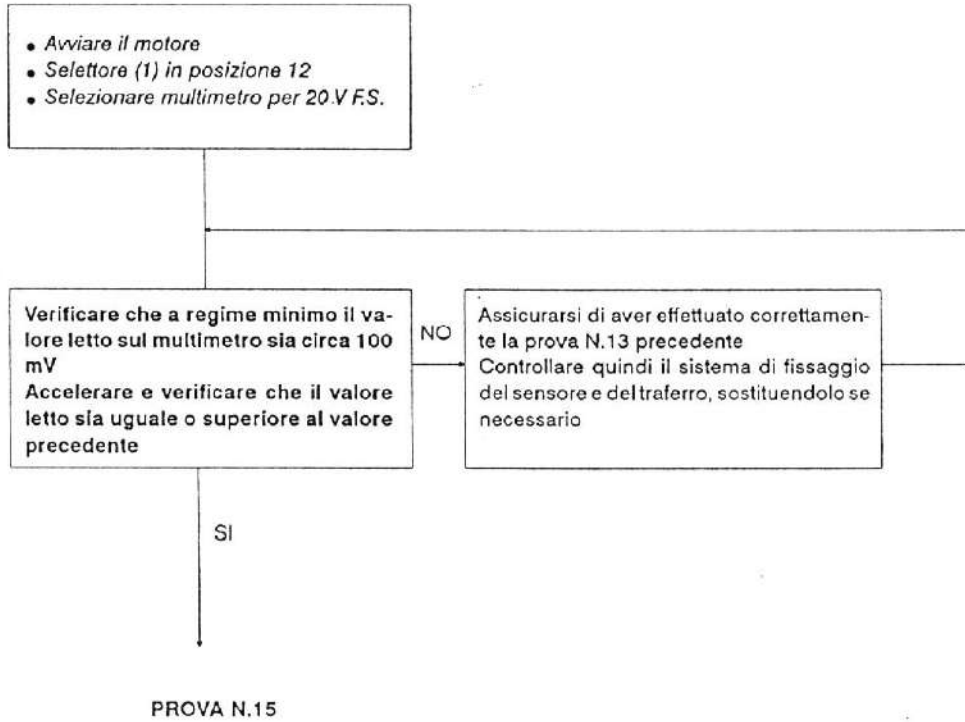 • Avviare il motore
• Selettore (1) in posizione 12
• Selezionare multimetro per 20 V F.S.
Verificare che a regime minimo il va-
lore letto sul multimetro sia circa 100
mV
Accelerare e verificare che il valore
letto sia uguale o superiore al valore
precedente
NO
Assicurarsi di aver effettuato correttamen-
te la prova N.13 precedente
Controllare quindi il sistema di fissaggio
del sensore e del traferro, sostituendolo se
necessario
SI
PROVA N.15